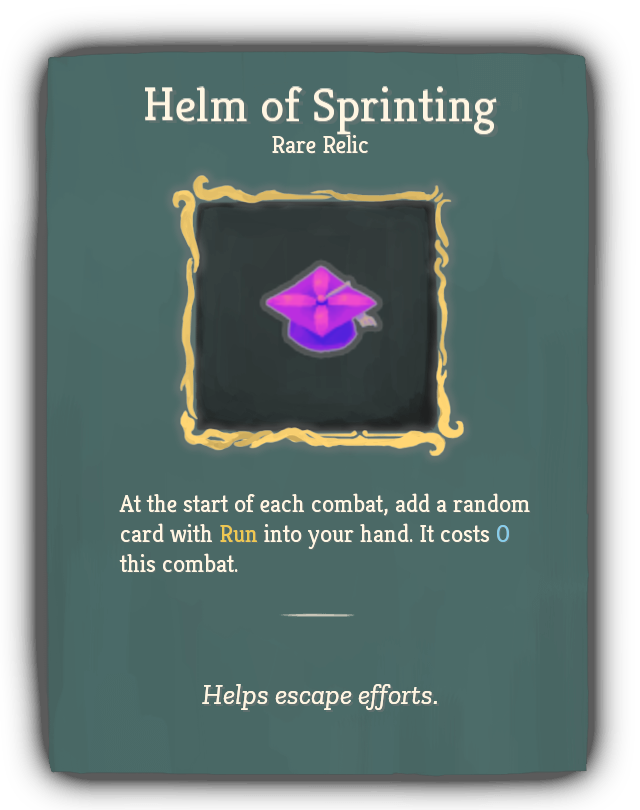 Helm of Sprinting
Rare Relic
At the start of each combat, add a random
card with Run into your hand. It costs 0
this combat.
Helps escape efforts.